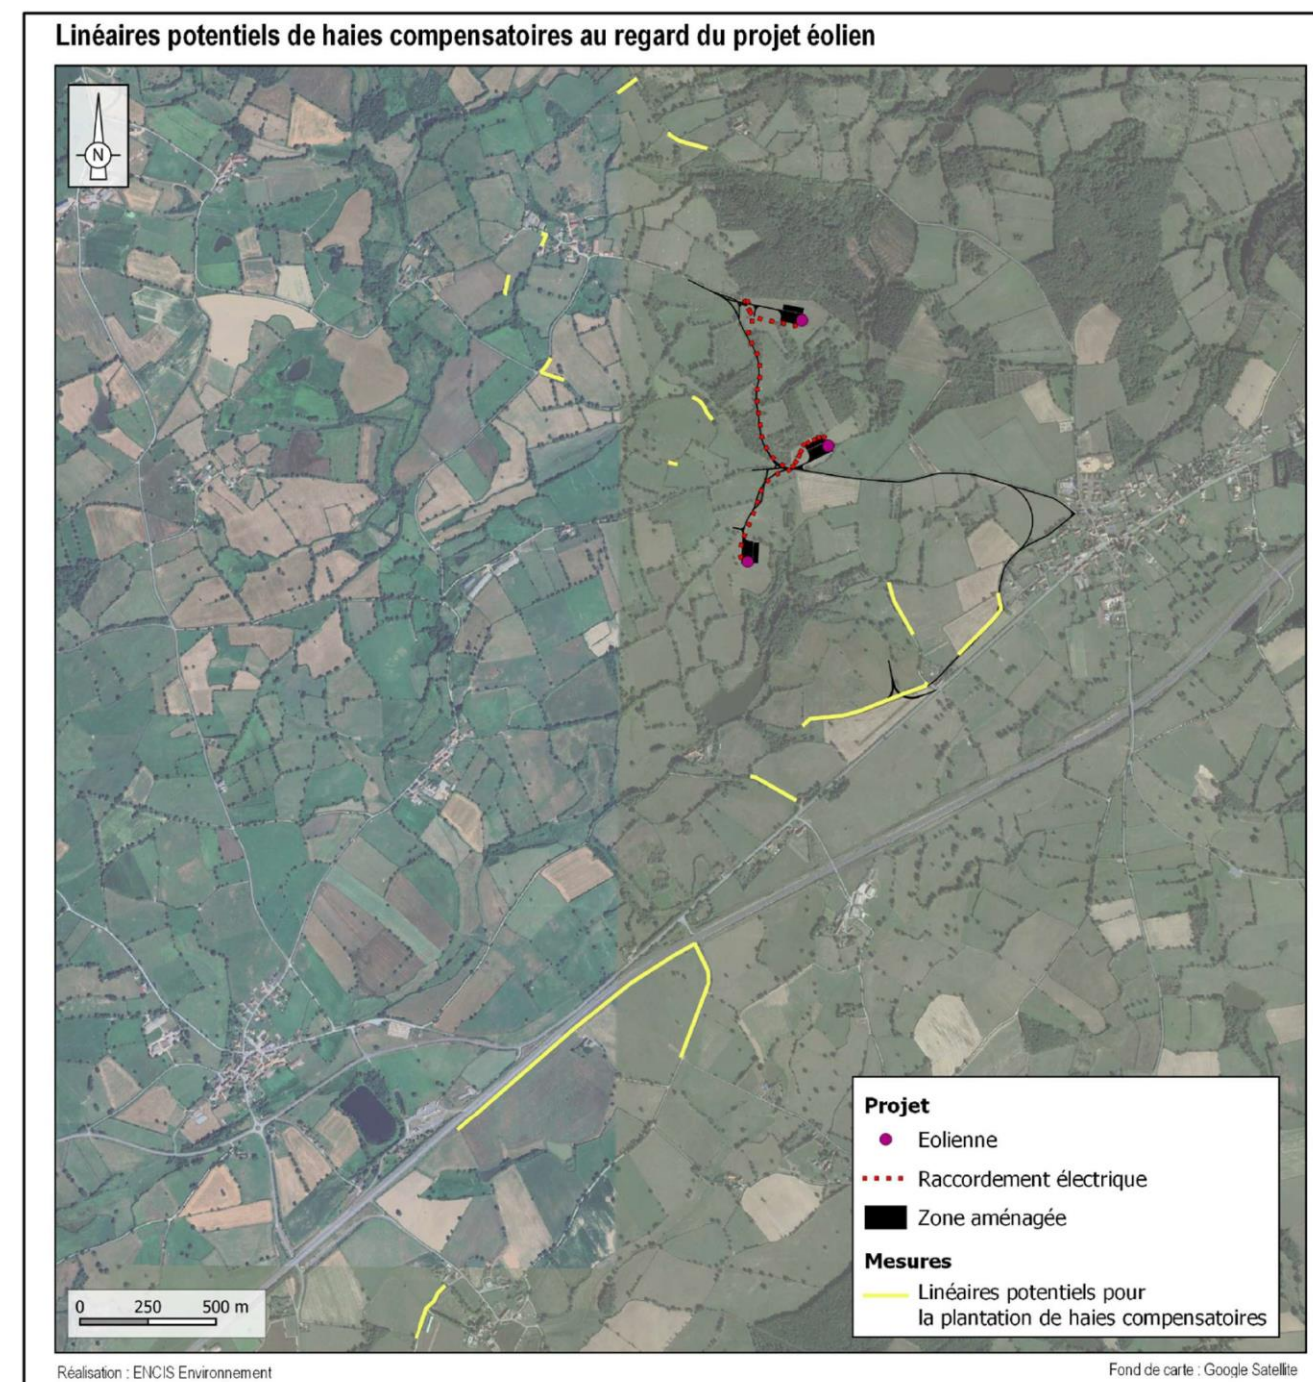 Linéaires potentiels de haies compensatoires au regard du projet éolien
N
Projet
Eolienne
Raccordement électrique
Zone aménagée
Mesures
Linéaires potentiels pour
la plantation de haies compensatoires
0 250 500 m
Réalisation : ENCIS Environnement
Fond de carte : Google Satellite